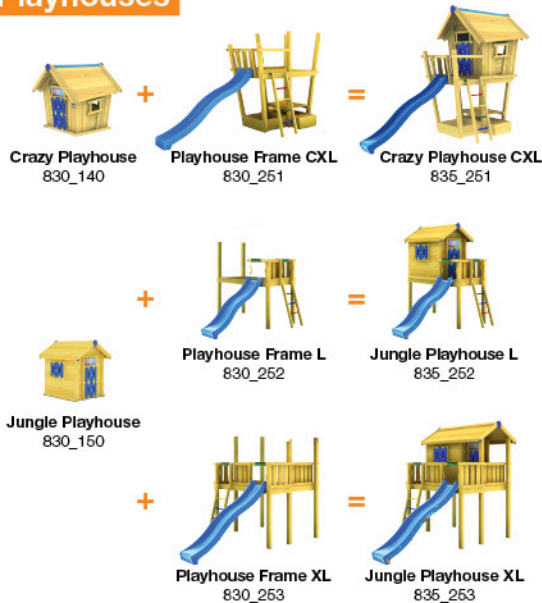 Playhouses
+
=
Crazy Playhouse
830_140
Playhouse Frame CXL
830_251
Crazy Playhouse CXL
835_251
+
=
Playhouse Frame L
830_252
Jungle Playhouse L
835_252
Jungle Playhouse
830_150
+
=
Playhouse Frame XL
830_253
Jungle Playhouse XL
835_253